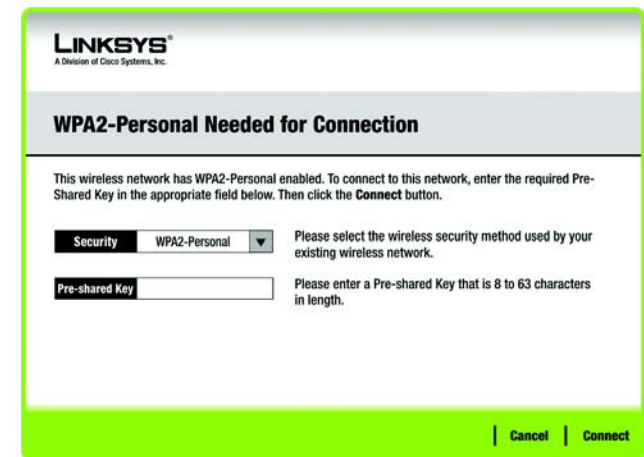 LINKSYS®
A Division of Cisco Systems, Inc.
WPA2-Personal Needed for Connection
This wireless network has WPA2-Personal enabled. To connect to this network, enter the required Pre-
Shared Key in the appropriate field below. Then click the Connect button.
Security WPA2-Personal Please select the wireless security method used by your
existing wireless network.
Pre-shared Key Please enter a Pre-shared Key that is 8 to 63 characters
in length.
Cancel Connect